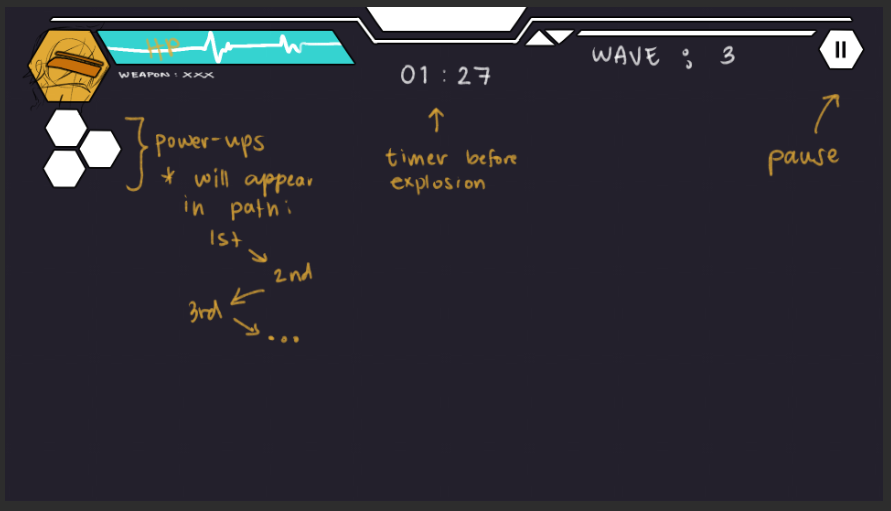 HP
WEAPON : XXX
01 : 27
WAVE : 3
power-ups
* will appear
in path:
1st
2nd
3rd
...
timer before
explosion
pause